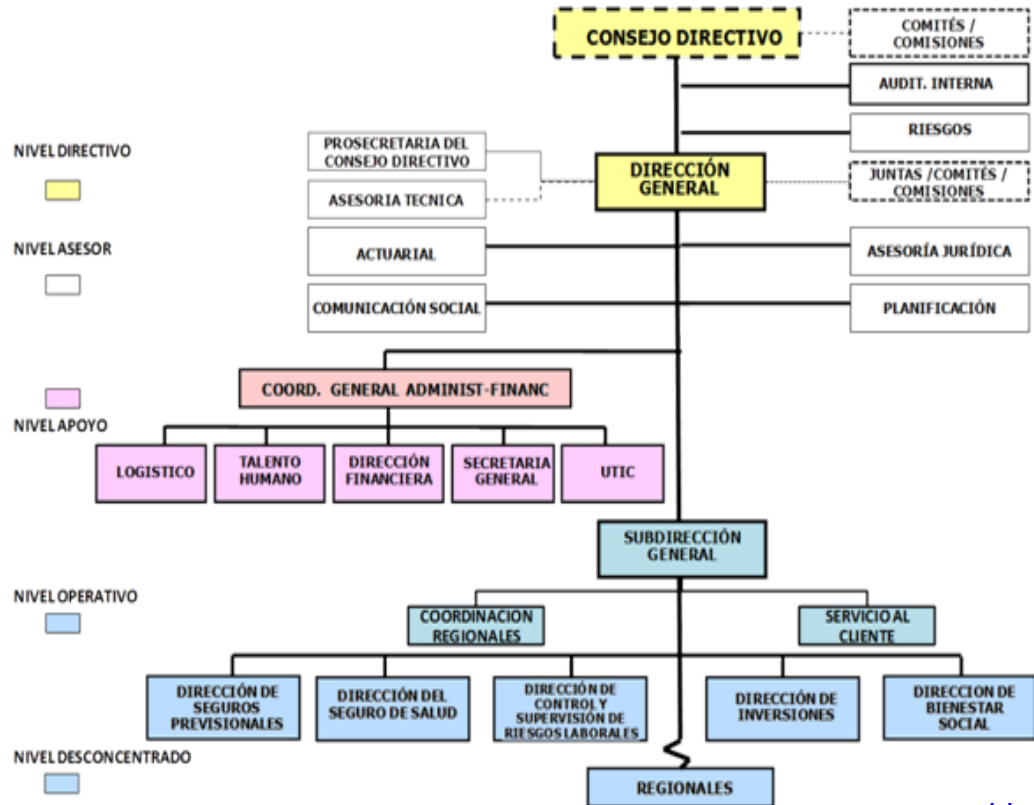 CONSEJO DIRECTIVO
COMITÉS /
COMISIONES
AUDIT. INTERNA
RIESGOS
NIVEL DIRECTIVO
PROSECRETARIA DEL
CONSEJO DIRECTIVO
DIRECCIÓN
GENERAL
JUNTAS /COMITÉS /
COMISIONES
ASESORIA TECNICA
NIVEL ASESOR
ACTUARIAL
ASESORÍA JURÍDICA
COMUNICACIÓN SOCIAL
PLANIFICACIÓN
COORD. GENERAL ADMINIST-FINANC
NIVEL APOYO
LOGISTICO
TALENTO
HUMANO
DIRECCIÓN
FINANCIERA
SECRETARIA
GENERAL
UTIC
SUBDIRECCIÓN
GENERAL
NIVEL OPERATIVO
COORDINACION
REGIONALES
SERVICIO AL
CLIENTE
DIRECCIÓN DE
SEGUROS
PREVISIONALES
DIRECCIÓN DEL
SEGURO DE SALUD
DIRECCIÓN DE
CONTROL Y
SUPERVISIÓN DE
RIESGOS LABORALES
DIRECCIÓN DE
INVERSIONES
DIRECCION DE
BIENESTAR
SOCIAL
NIVEL DESCONCENTRADO
REGIONALES